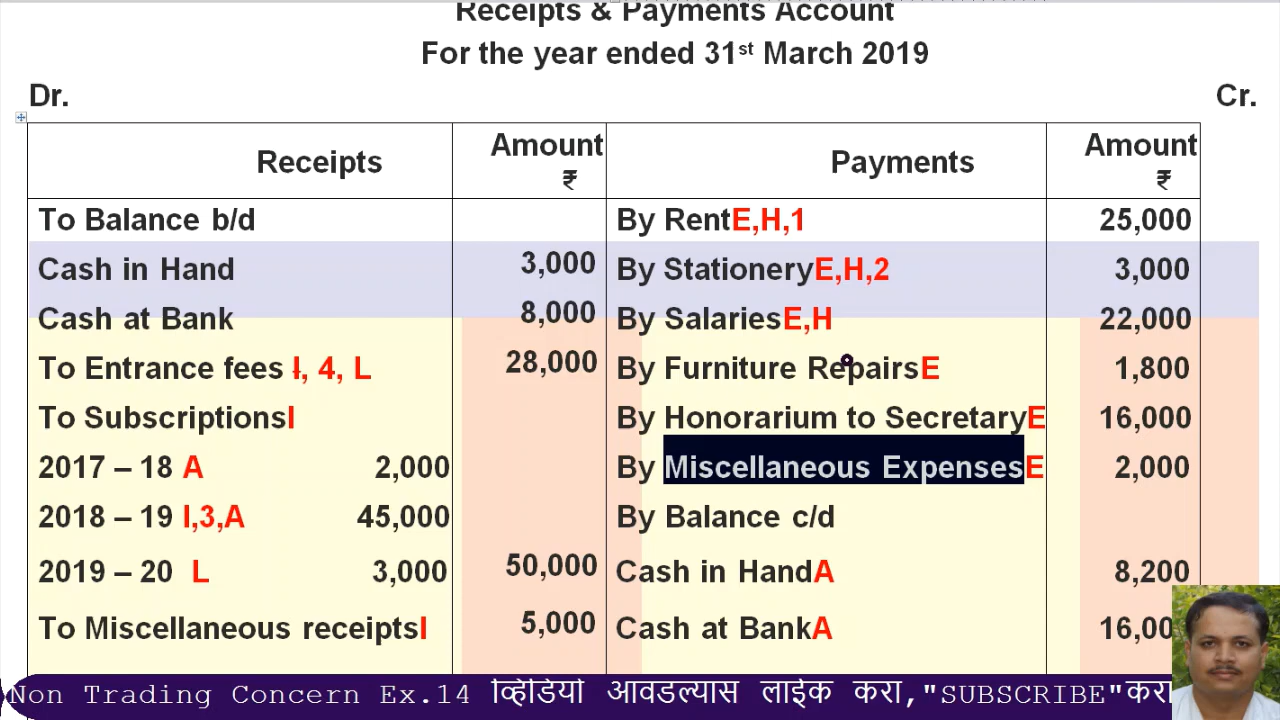 Receipts & Payments Account
For the year ended 31st March 2019
Dr. Cr.
Receipts Amount ₹ Payments Amount ₹
To Balance b/d By RentE,H,1 25,000
Cash in Hand 3,000 By StationeryE,H,2 3,000
Cash at Bank 8,000 By SalariesE,H 22,000
To Entrance fees I, 4, L 28,000 By Furniture RepairsE 1,800
To SubscriptionsI By Honorarium to SecretaryE 16,000
2017 – 18 A 2,000 By Miscellaneous ExpensesE 2,000
2018 – 19 I,3,A 45,000 By Balance c/d
2019 – 20 L 3,000 50,000 Cash in HandA 8,200
To Miscellaneous receiptsI 5,000 Cash at BankA
Non Trading Concern Ex.14 व्हिडियो आवडल्यास लाईक करा,"SUBSCRIBE"करा